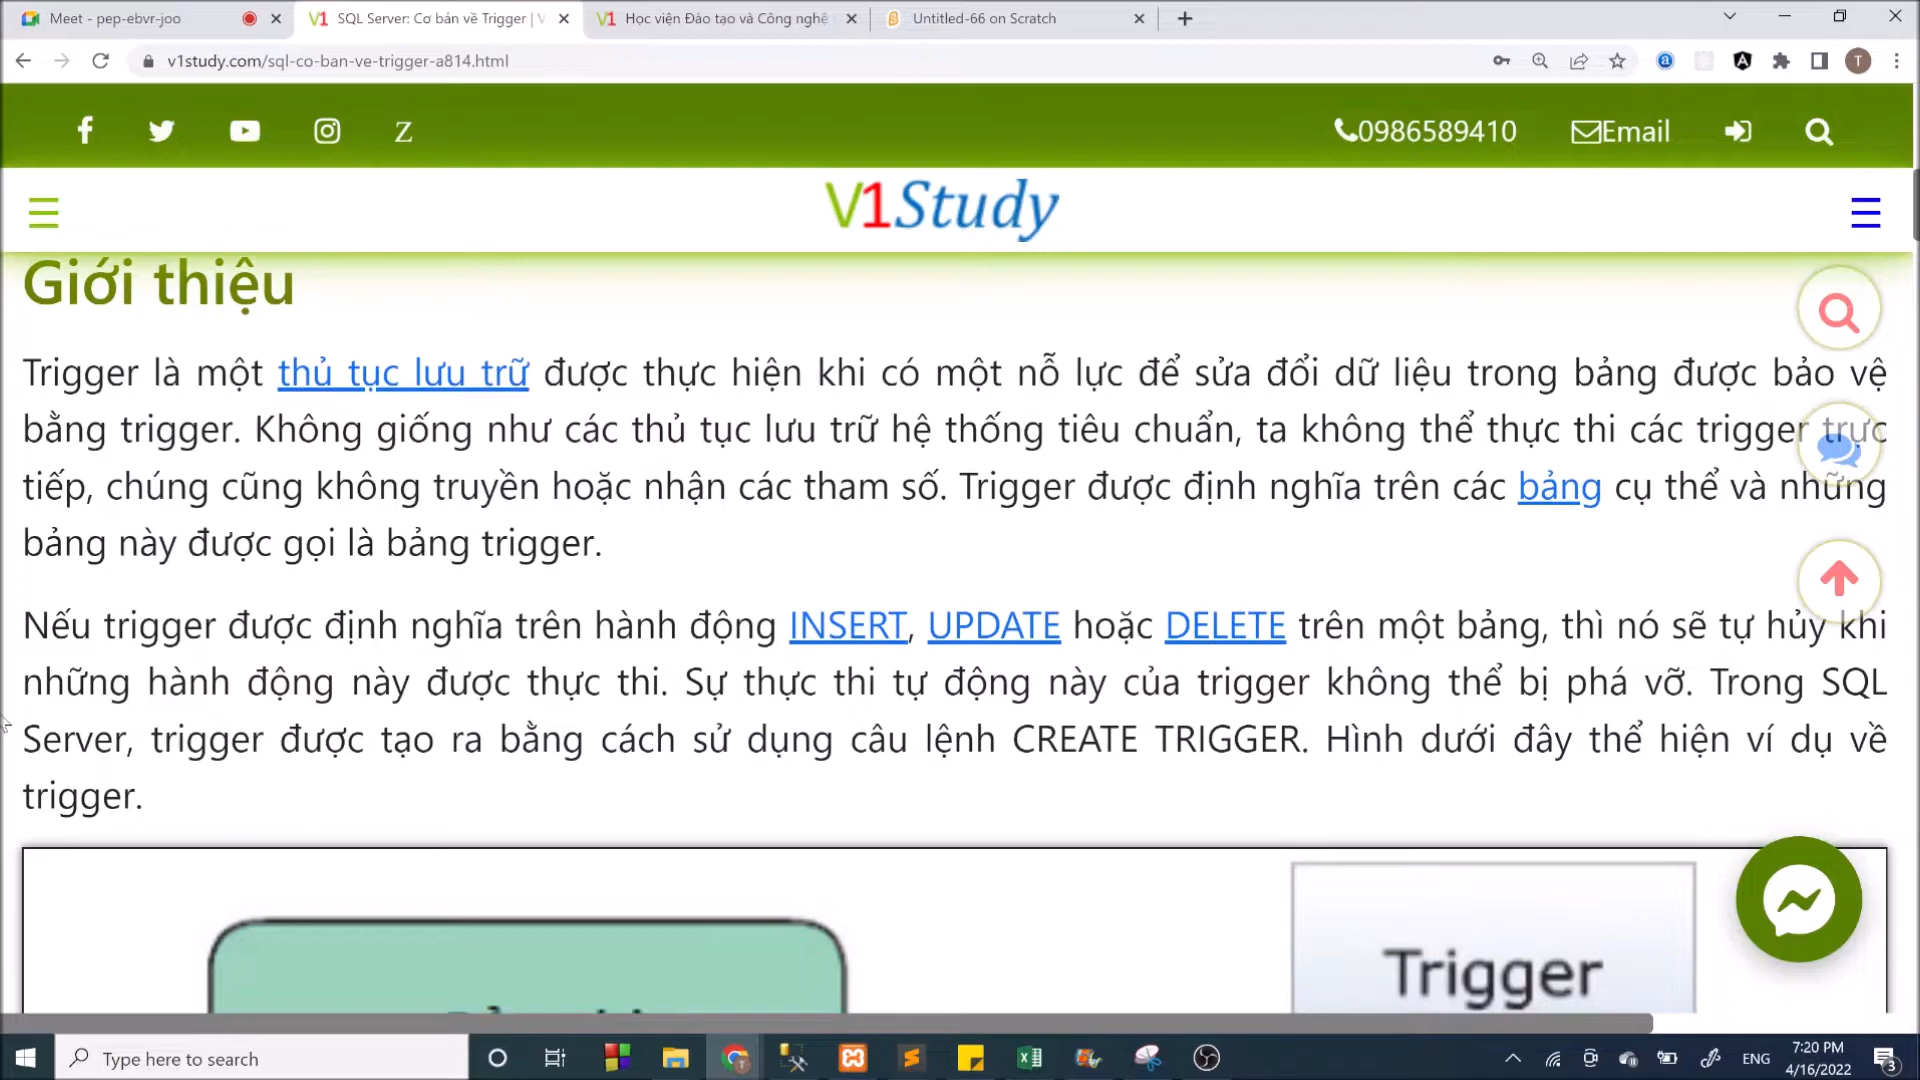 Meet - pep-ebvr-joo
SQL Server: Cơ bản về Trigger | V
Học viện Đào tạo và Công nghệ
Untitled-66 on Scratch
v1study.com/sql-co-ban-ve-trigger-a814.html
T
Z
0986589410
Email
V1Study
Giới thiệu
Trigger là một thủ tục lưu trữ được thực hiện khi có một nỗ lực để sửa đổi dữ liệu trong bảng được bảo vệ
bằng trigger. Không giống như các thủ tục lưu trữ hệ thống tiêu chuẩn, ta không thể thực thi các trigger trực
tiếp, chúng cũng không truyền hoặc nhận các tham số. Trigger được định nghĩa trên các bảng cụ thể và những
bảng này được gọi là bảng trigger.
Nếu trigger được định nghĩa trên hành động INSERT, UPDATE hoặc DELETE trên một bảng, thì nó sẽ tự hủy khi
những hành động này được thực thi. Sự thực thi tự động này của trigger không thể bị phá vỡ. Trong SQL
Server, trigger được tạo ra bằng cách sử dụng câu lệnh CREATE TRIGGER. Hình dưới đây thể hiện ví dụ về
trigger.
Trigger
Type here to search
ENG
7:20 PM
4/16/2022
3